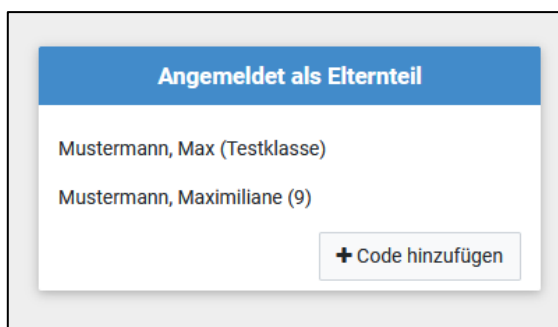 Angemeldet als Elternteil
Mustermann, Max (Testklasse)
Mustermann, Maximiliane (9)
+ Code hinzufügen